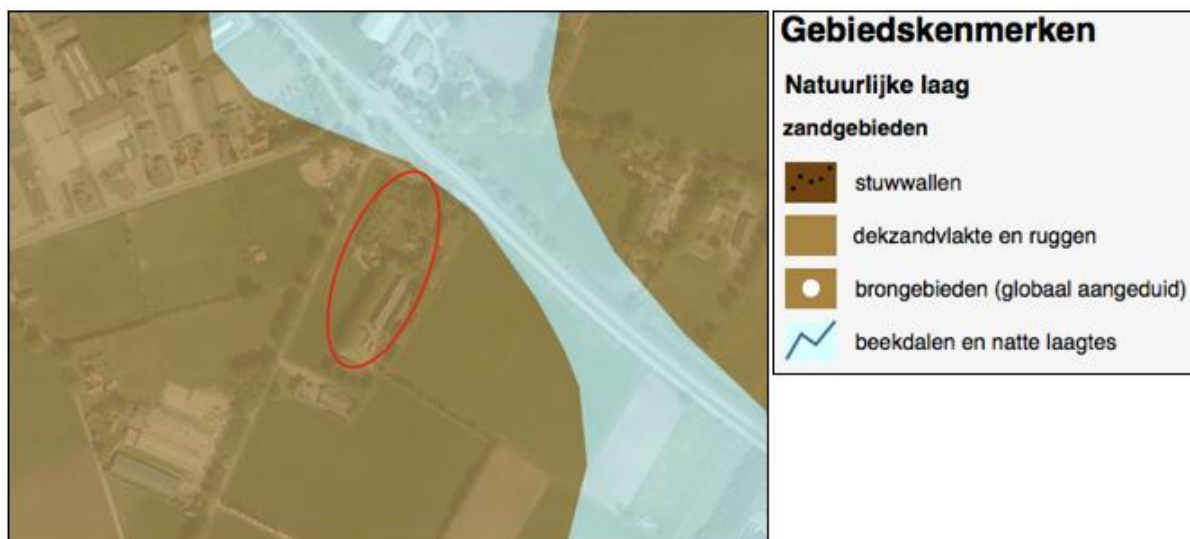 Gebiedskenmerken
Natuurlijke laag
zandgebieden
stuwwallen
dekzandvlakte en ruggen
brongebieden (globaal aangeduid)
beekdalen en natte laagtes